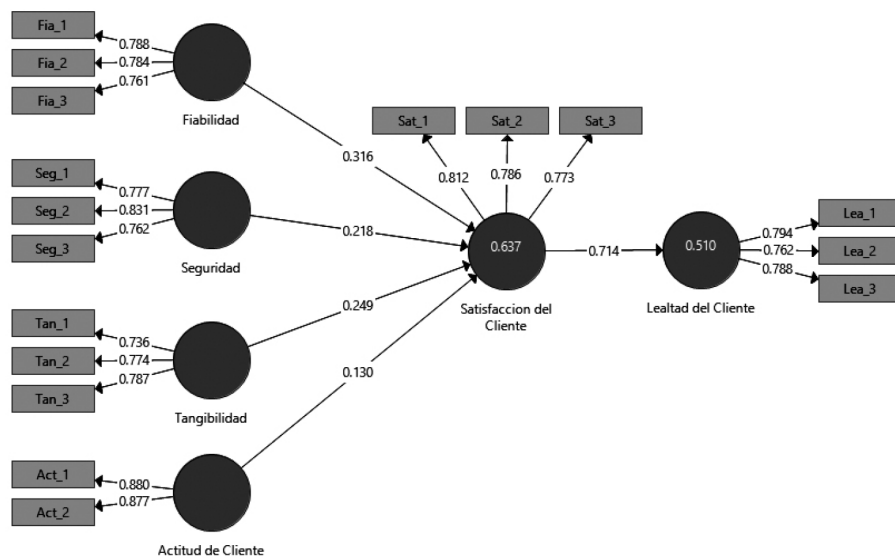 Fia_1
0.788
Fia_2
0.784
Fia_3
0.761
Fiabilidad
0.316
Seg_1
0.777
Seg_2
0.831
Seg_3
0.762
Seguridad
0.218
Tan_1
0.736
Tan_2
0.774
Tan_3
0.787
Tangibilidad
0.249
Act_1
0.880
Act_2
0.877
Actitud de Cliente
0.130
Sat_1
Sat_2
Sat_3
0.812
0.786
0.773
0.637
Satisfaccion del
Cliente
0.714
0.510
Lealtad del Cliente
0.794
Lea_1
0.762
Lea_2
0.788
Lea_3